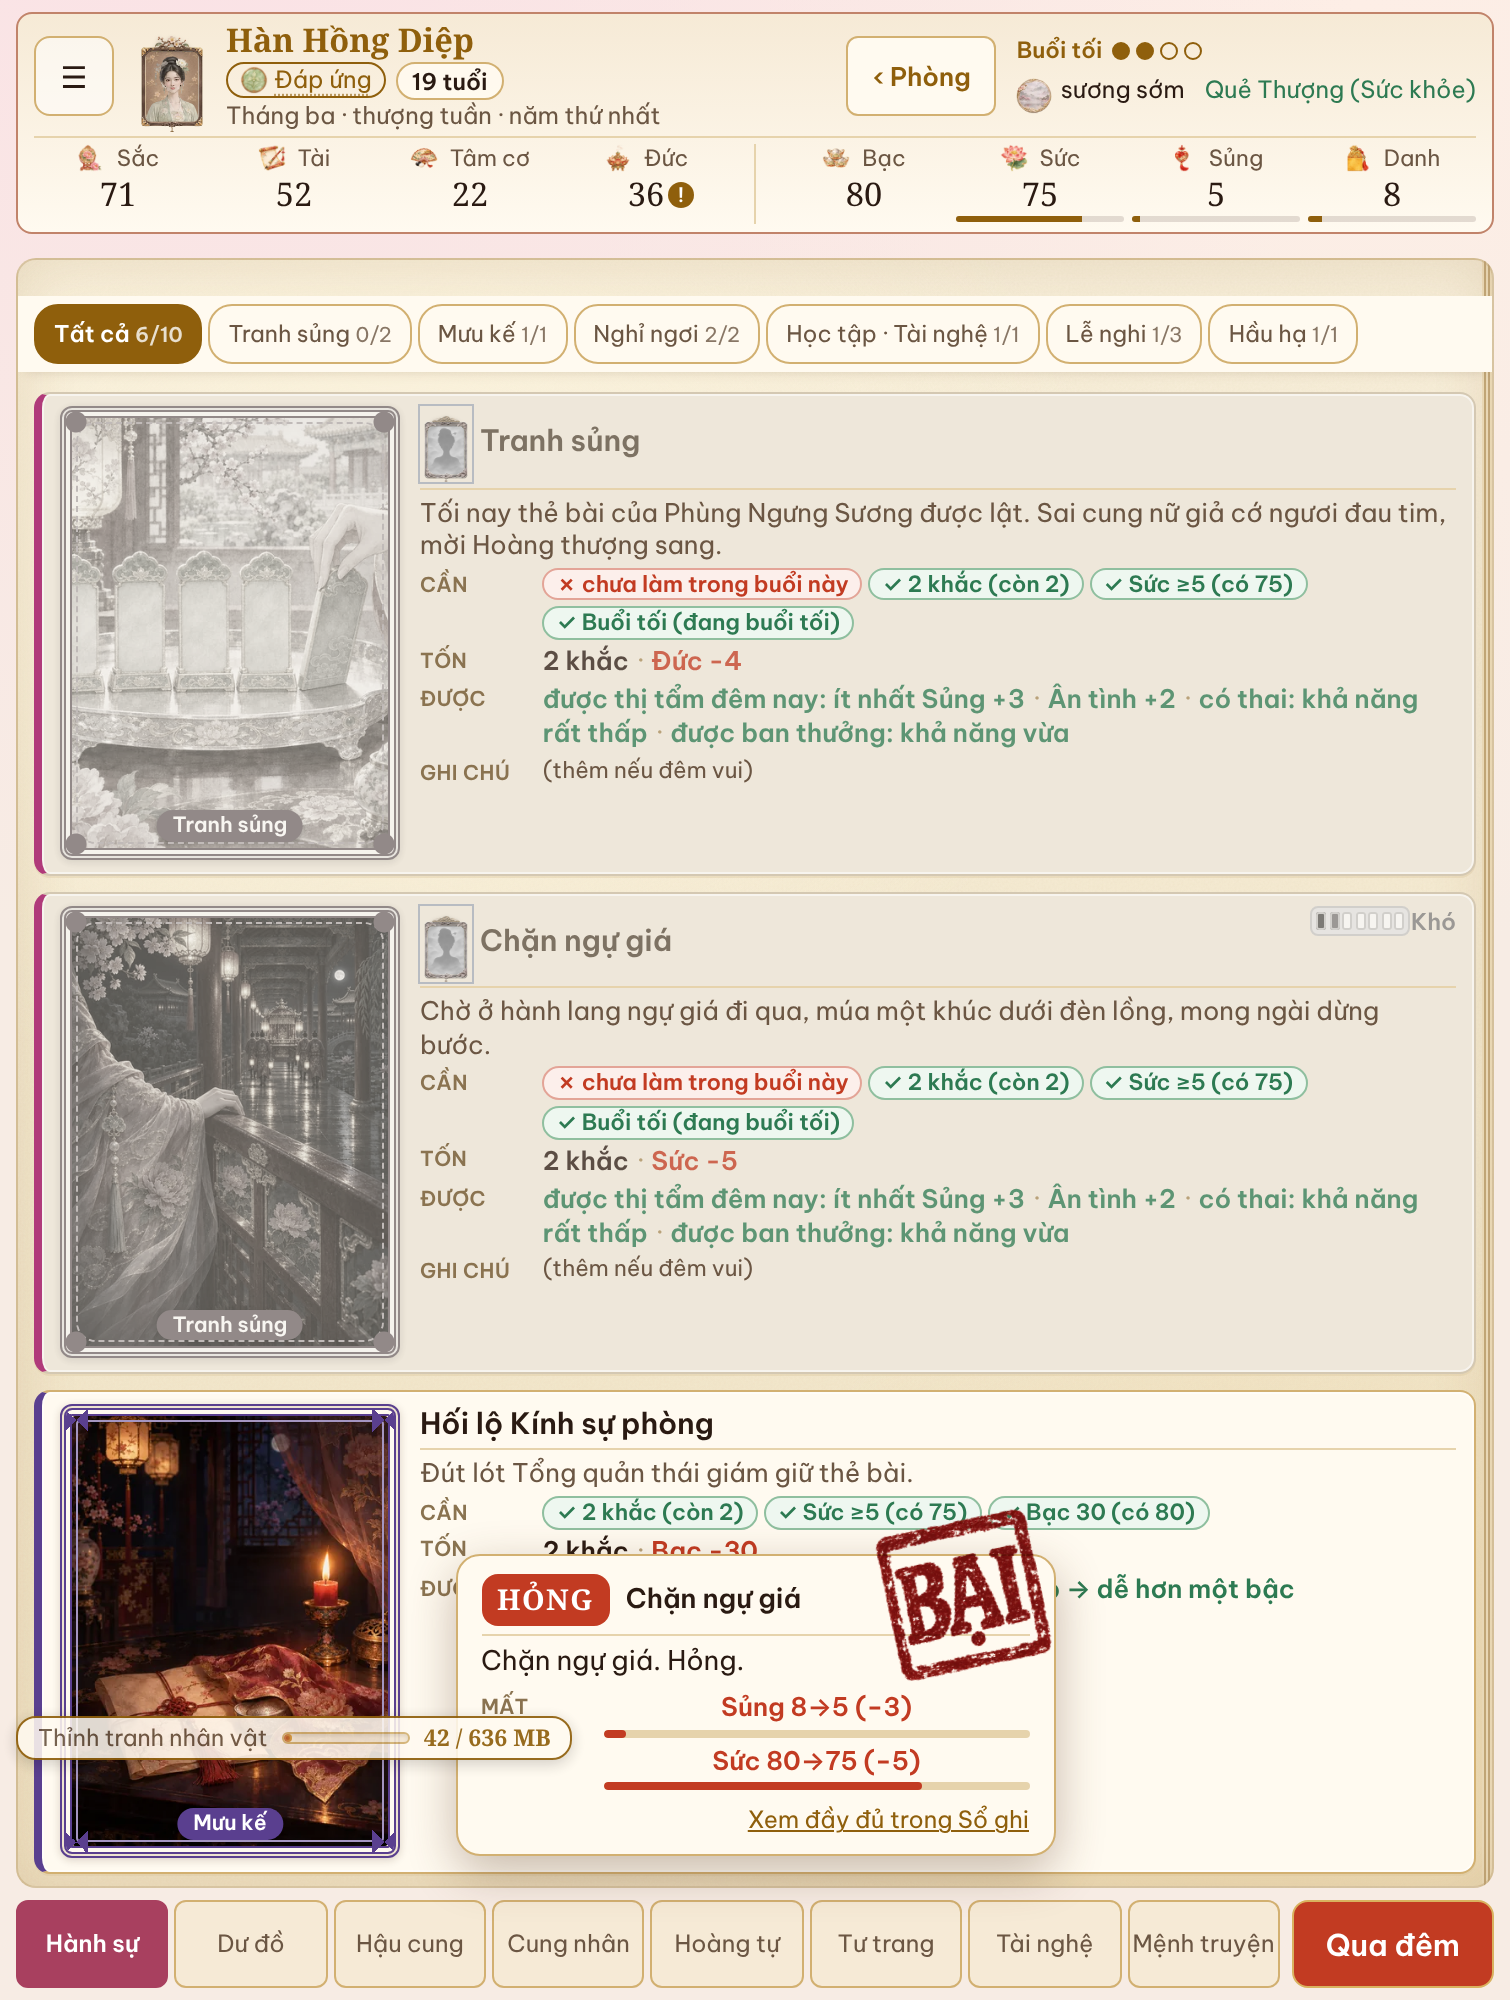 ☰
Hàn Hồng Diệp
Đáp ứng
19 tuổi
Tháng ba · thượng tuần · năm thứ nhất
‹ Phòng
Buổi tối
sương sớm
Quẻ Thượng (Sức khỏe)
Sắc
Tài
Tâm cơ
Đức
Bạc
Sức
Sủng
Danh
71
52
22
36 !
80
75
5
8
Tất cả 6/10
Tranh sủng 0/2
Mưu kế 1/1
Nghỉ ngơi 2/2
Học tập · Tài nghệ 1/1
Lễ nghi 1/3
Hầu hạ 1/1
Tranh sủng
Tranh sủng
Tối nay thẻ bài của Phùng Ngưng Sương được lật. Sai cung nữ giả cớ ngươi đau tim,
mời Hoàng thượng sang.
CẦN
× chưa làm trong buổi này
✓ 2 khắc (còn 2)
✓ Sức ≥5 (có 75)
✓ Buổi tối (đang buổi tối)
TỐN
2 khắc · Đức -4
ĐƯỢC
được thị tẩm đêm nay: ít nhất Sủng +3 · Ân tình +2 · có thai: khả năng
rất thấp · được ban thưởng: khả năng vừa
GHI CHÚ
(thêm nếu đêm vui)
Tranh sủng
Chặn ngự giá
Khó
Chờ ở hành lang ngự giá đi qua, múa một khúc dưới đèn lồng, mong ngài dừng
bước.
CẦN
× chưa làm trong buổi này
✓ 2 khắc (còn 2)
✓ Sức ≥5 (có 75)
✓ Buổi tối (đang buổi tối)
TỐN
2 khắc · Sức -5
ĐƯỢC
được thị tẩm đêm nay: ít nhất Sủng +3 · Ân tình +2 · có thai: khả năng
rất thấp · được ban thưởng: khả năng vừa
GHI CHÚ
(thêm nếu đêm vui)
Mưu kế
Hối lộ Kính sự phòng
Đút lót Tổng quản thái giám giữ thẻ bài.
CẦN
✓ 2 khắc (còn 2)
✓ Sức ≥5 (có 75)
Bạc 30 (có 80)
TỐN
2 khắc · Bạc -30
→ dễ hơn một bậc
HỎNG
Chặn ngự giá
BẠI
Chặn ngự giá. Hỏng.
MẤT
Sủng 8→5 (-3)
Sức 80→75 (-5)
Xem đầy đủ trong Sổ ghi
Thỉnh tranh nhân vật
42 / 636 MB
Hành sự
Dư đồ
Hậu cung
Cung nhân
Hoàng tự
Tư trang
Tài nghệ
Mệnh truyện
Qua đêm